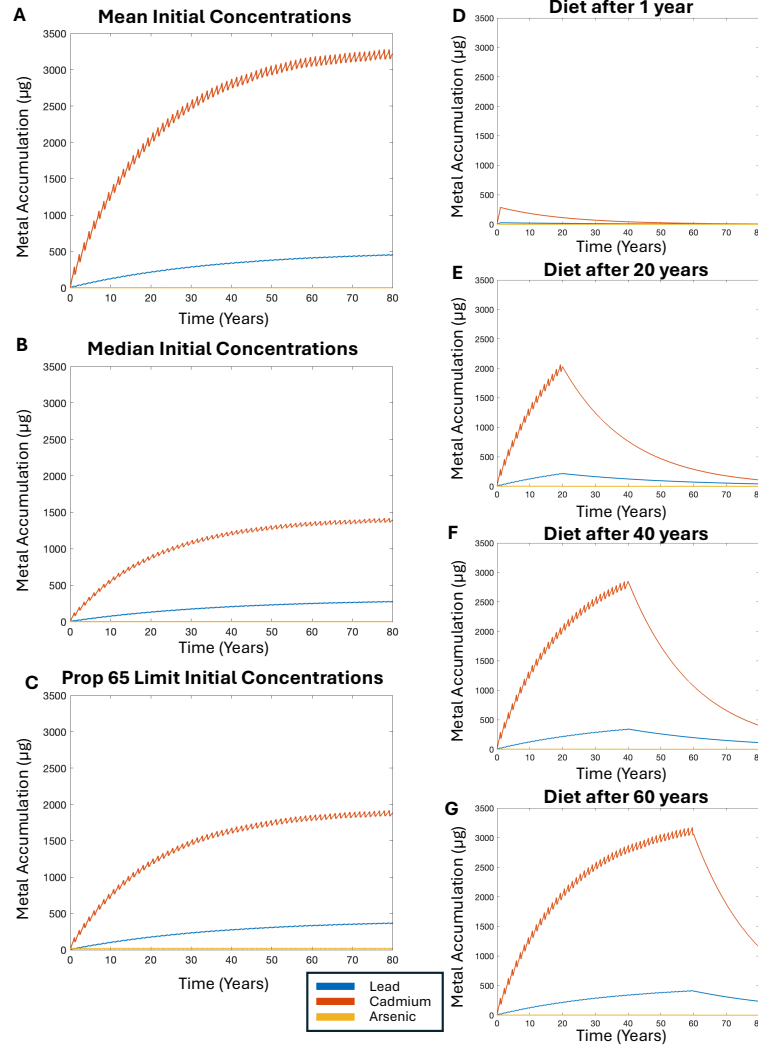 A
Mean Initial Concentrations
Metal Accumulation (µg)
3500
3000
2500
2000
1500
1000
500
0
0 10 20 30 40 50 60 70 80
Time (Years)
B
Median Initial Concentrations
Metal Accumulation (µg)
3500
3000
2500
2000
1500
1000
500
0
0 10 20 30 40 50 60 70 80
Time (Years)
C
Prop 65 Limit Initial Concentrations
Metal Accumulation (µg)
3500
3000
2500
2000
1500
1000
500
0
0 10 20 30 40 50 60 70 80
Time (Years)
Lead
Cadmium
Arsenic
D
Diet after 1 year
Metal Accumulation (µg)
3500
3000
2500
2000
1500
1000
500
0
0 10 20 30 40 50 60 70 80
Time (Years)
E
Diet after 20 years
Metal Accumulation (µg)
3500
3000
2500
2000
1500
1000
500
0
0 10 20 30 40 50 60 70 80
Time (Years)
F
Diet after 40 years
Metal Accumulation (µg)
3500
3000
2500
2000
1500
1000
500
0
0 10 20 30 40 50 60 70 80
Time (Years)
G
Diet after 60 years
Metal Accumulation (µg)
3500
3000
2500
2000
1500
1000
500
0
0 10 20 30 40 50 60 70 80
Time (Years)